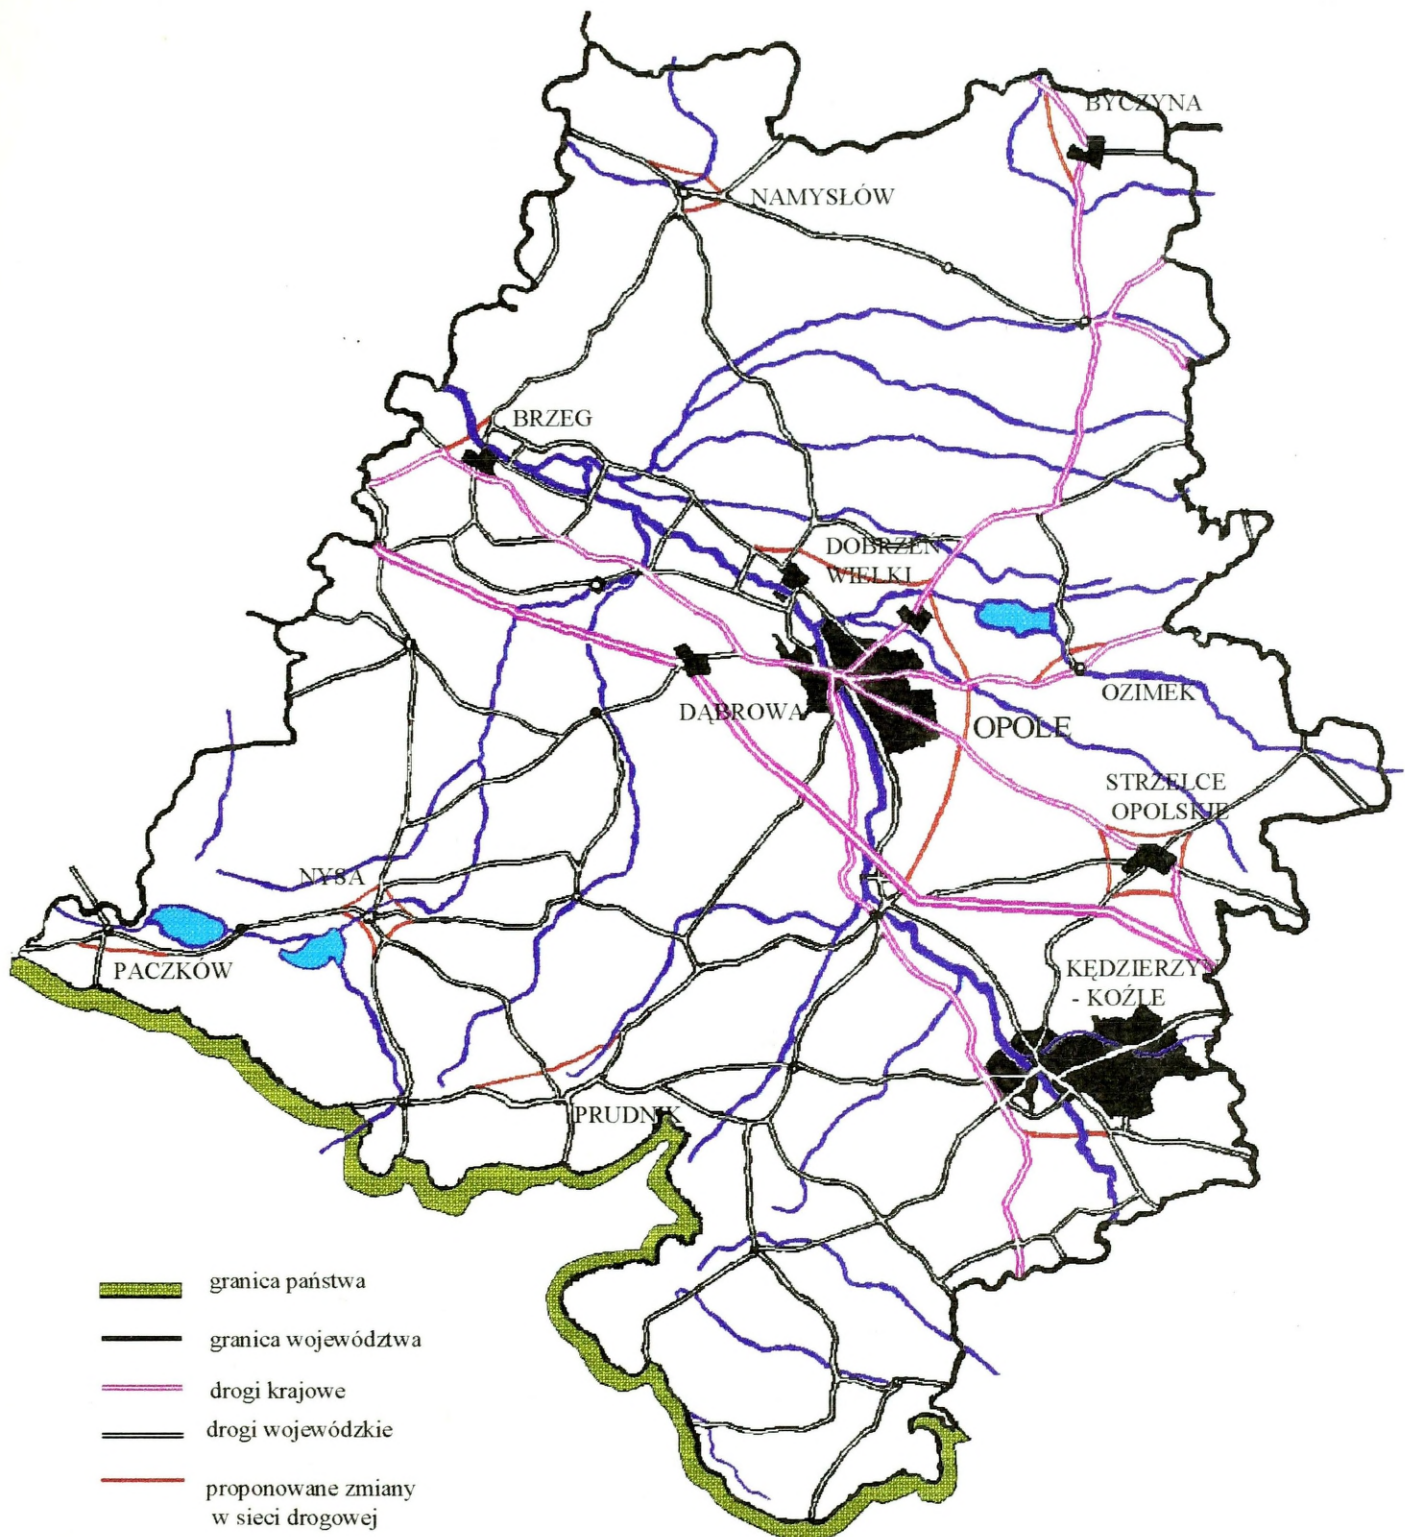 BYCZYNA
NAMYSŁÓW
BRZEG
DOBRZEŃ
WIELKI
OZIMEK
DĄBROWA
OPOLE
STRZELCE
OPOLSKIE
NYSA
PACZKÓW
KĘDZIERZYN
- KOŹLE
PRUDNIK
granica państwa
granica województwa
drogi krajowe
drogi wojewódzkie
proponowane zmiany
w sieci drogowej